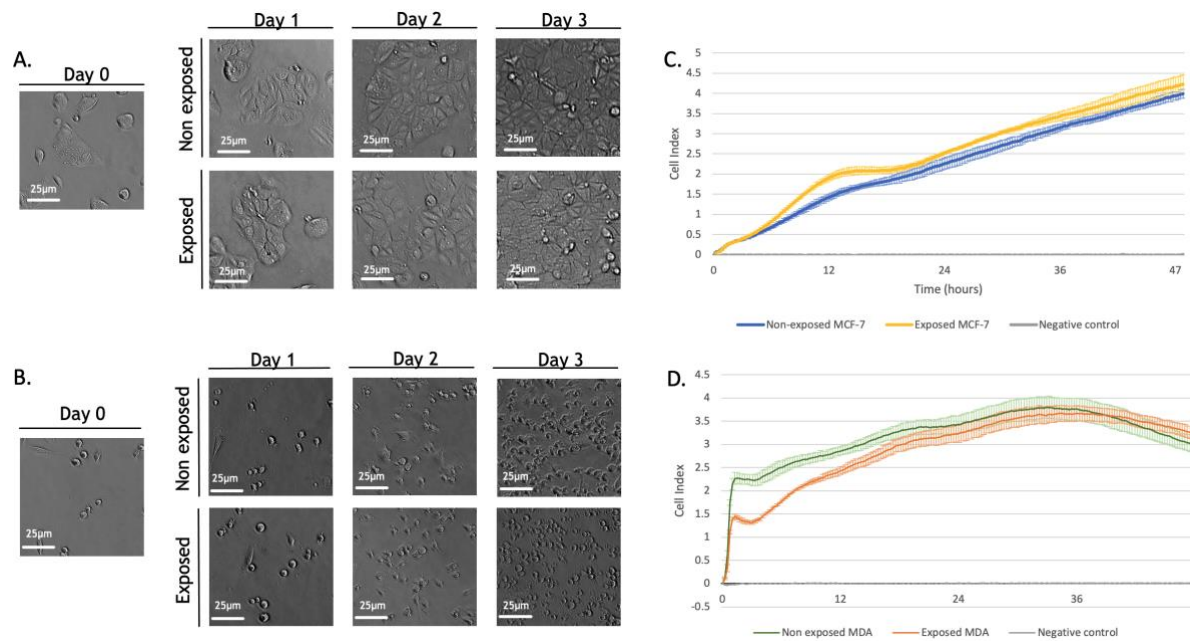 A.
Day 0
25µm
Day 1
Day 2
Day 3
Non exposed
25µm
25µm
25µm
Exposed
25µm
25µm
25µm
C.
5
4.5
4
3.5
3
2.5
2
1.5
1
0.5
0
Cell Index
0
12
24
36
47
Time (hours)
Non-exposed MCF-7
Exposed MCF-7
Negative control
B.
Day 0
25µm
Day 1
Day 2
Day 3
Non exposed
25µm
25µm
25µm
Exposed
25µm
25µm
25µm
D.
4.5
4
3.5
3
2.5
2
1.5
1
0.5
0
-0.5
Cell Index
0
12
24
36
Non exposed MDA
Exposed MDA
Negative control